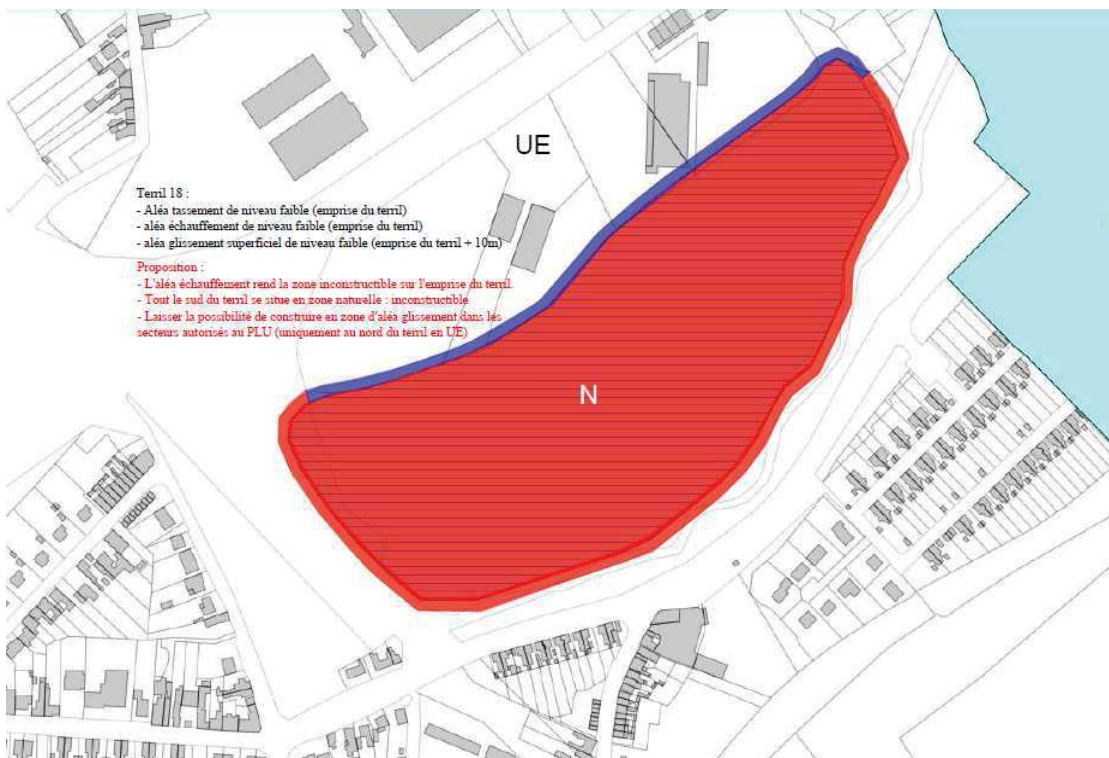 UE
Terril 18 :
- Aléa tassement de niveau faible (emprise du terril)
- aléa échauffement de niveau faible (emprise du terril)
- aléa glissement superficiel de niveau faible (emprise du terril + 10m)
Proposition :
- L'aléa échauffement rend la zone inconstructible sur l'emprise du terril.
- Tout le sud du terril se situe en zone naturelle : inconstructible
- Laisser la possibilité de construire en zone d'aléa glissement dans les
secteurs autorisés au PLU (uniquement au nord du terril en UE)
N